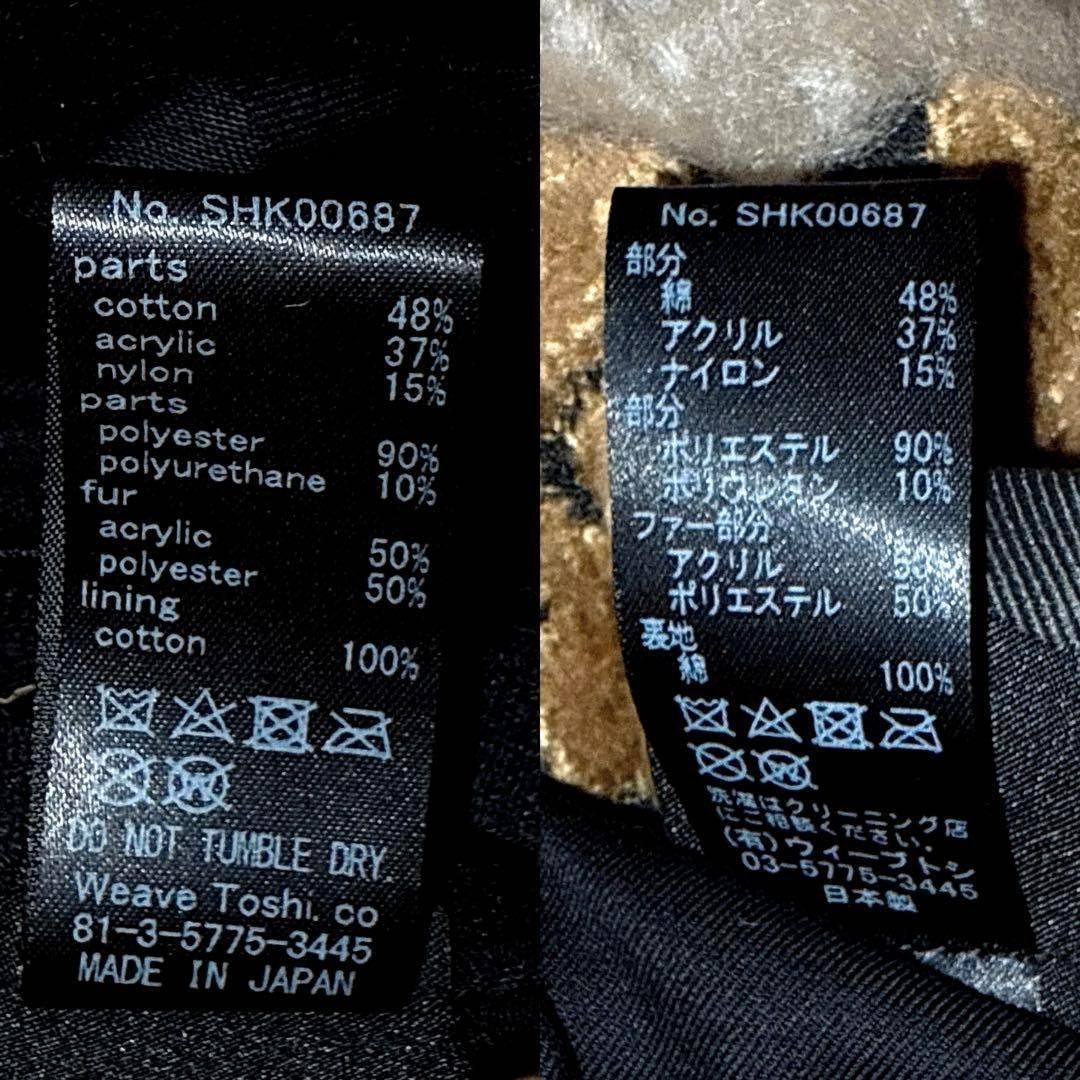 No. SHK00687
parts
cotton 48%
acrylic 37%
nylon 15%
parts
polyester 90%
polyurethane 10%
fur
acrylic 50%
polyester 50%
lining
cotton 100%
DO NOT TUMBLE DRY.
Weave Toshi. co
81-3-5775-3445
MADE IN JAPAN
No. SHK00687
部分
綿 48%
アクリル 37%
ナイロン 15%
部分
ポリエステル 90%
ポリウレタン 10%
ファー部分
アクリル 50%
ポリエステル 50%
裏地
綿 100%
洗濯はクリーニング店
にご相談ください.
(有)ウィーブトシ
03-5775-3445
日本製